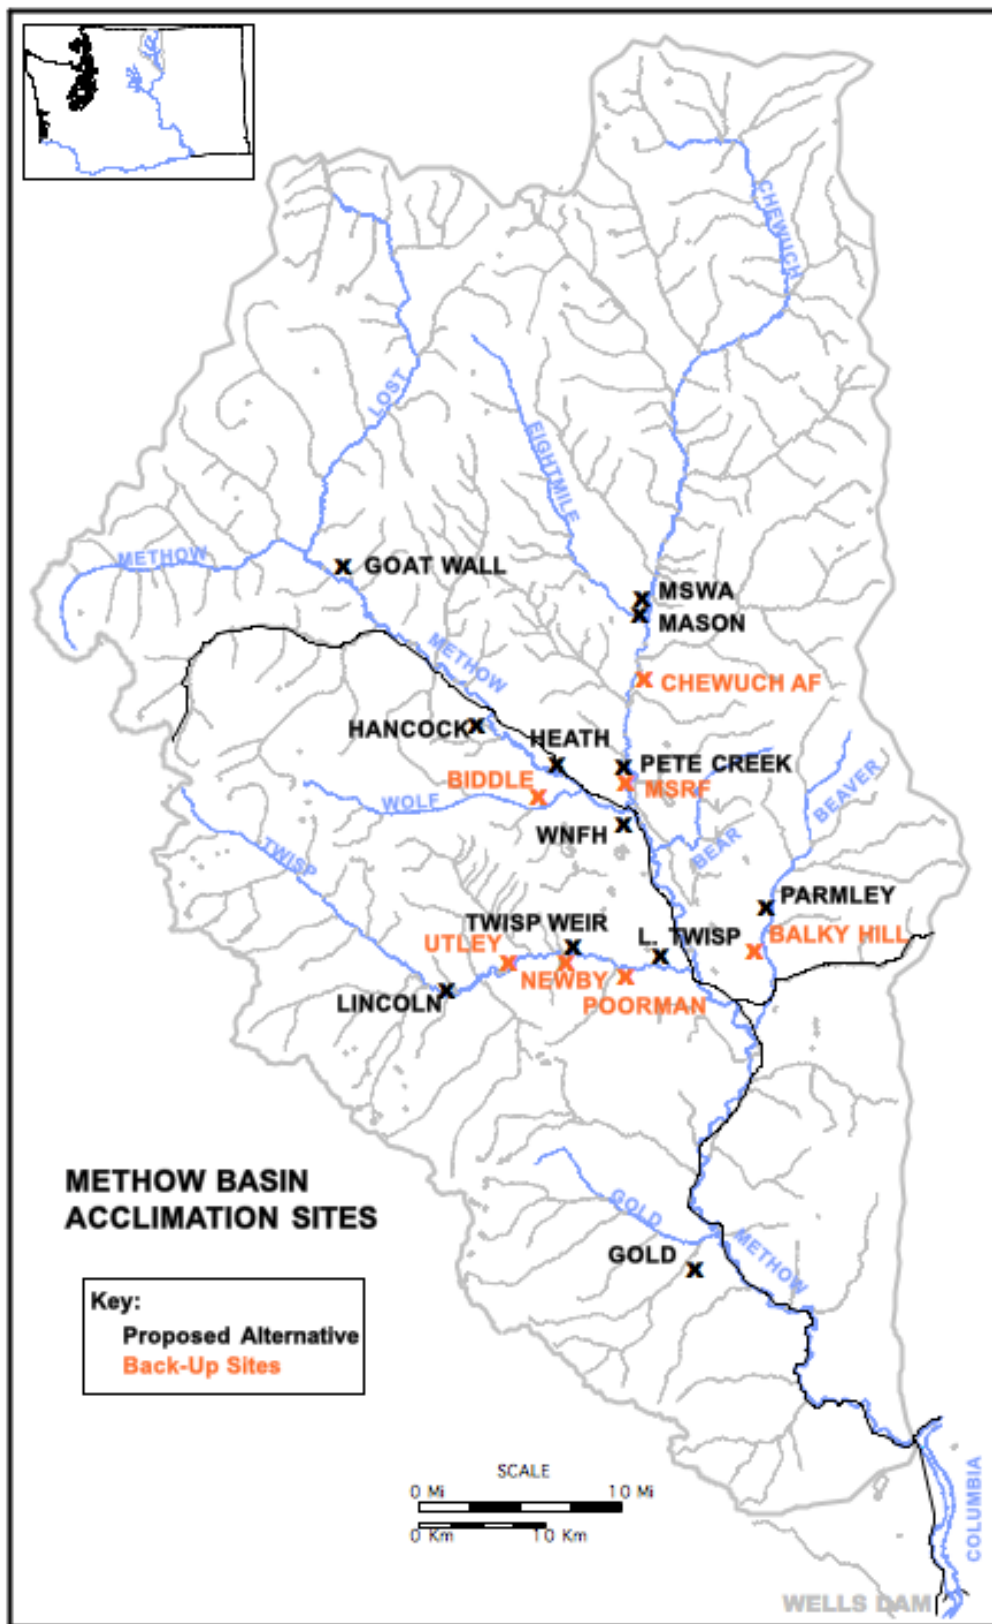 CHEWUCH
LOST
EIGHTMILE
METHOW
GOAT WALL
MSWA
MASON
METHOW
CHEWUCH AF
HANCOCK
HEATH
PETE CREEK
BIDDLE
MSRF
WOLF
BEAVER
WNFH
BEAR
TWISP
PARMLEY
TWISP WEIR
L. TWISP
BALKY HILL
UTLEY
NEWBY
POORMAN
LINCOLN
METHOW BASIN
ACCLIMATION SITES
GOLD
METHOW
GOLD
Key:
Proposed Alternative
Back-Up Sites
SCALE
0 Mi 10 Mi
0 Km 10 Km
COLUMBIA
WELLS DAM